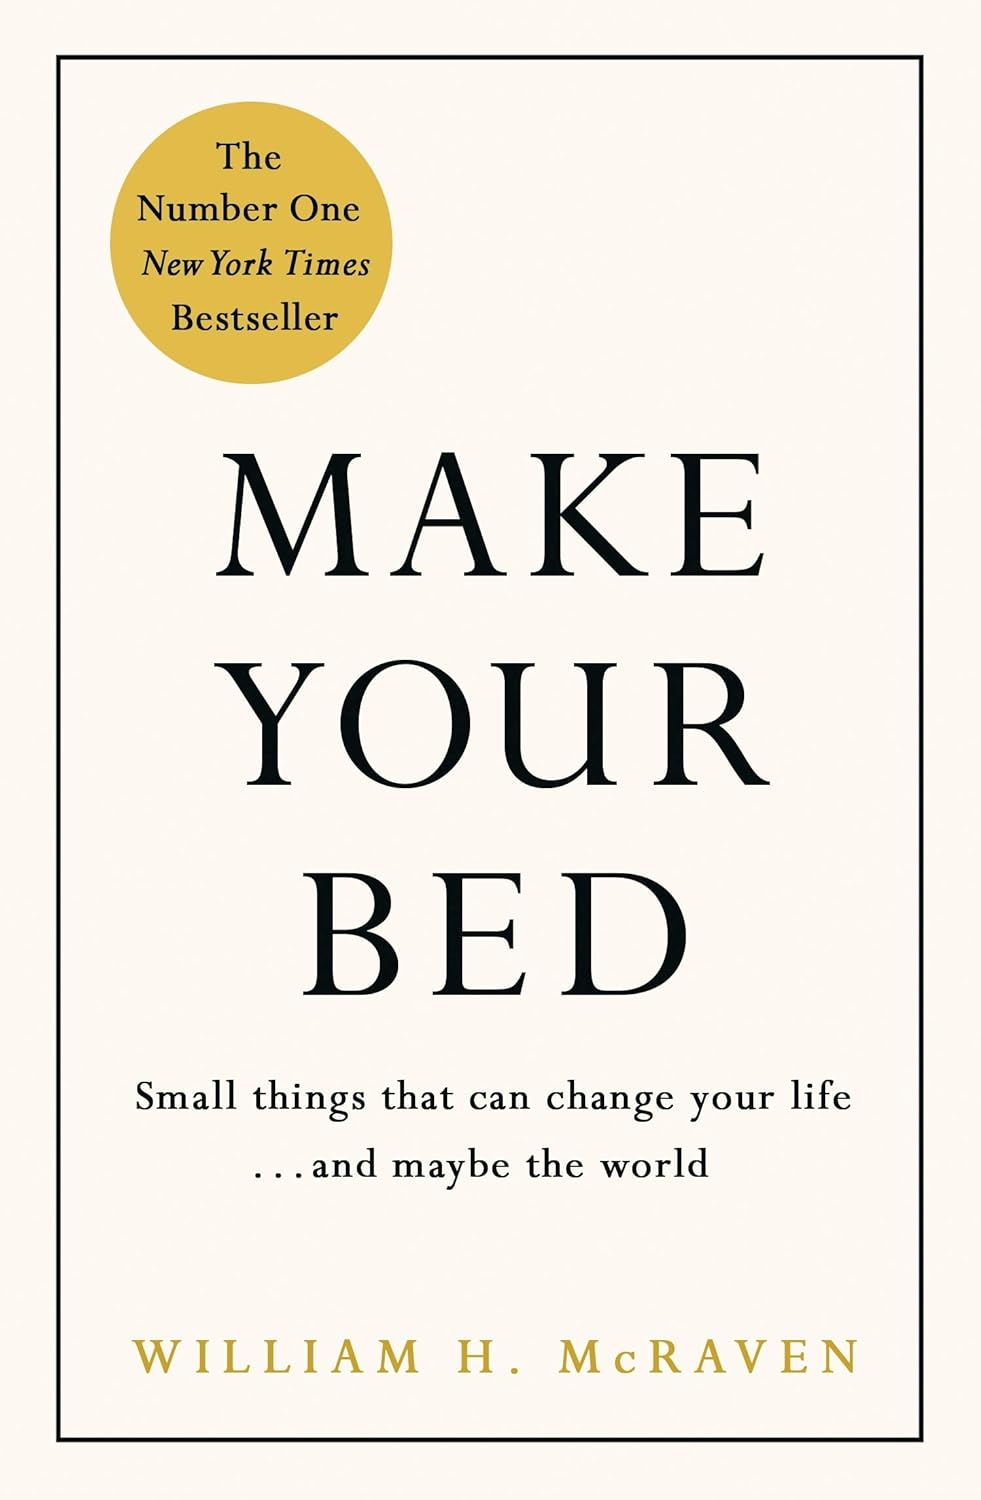 The
Number One
New York Times
Bestseller
MAKE
YOUR
BED
Small things that can change your life
...and maybe the world
WILLIAM H. McRAVEN